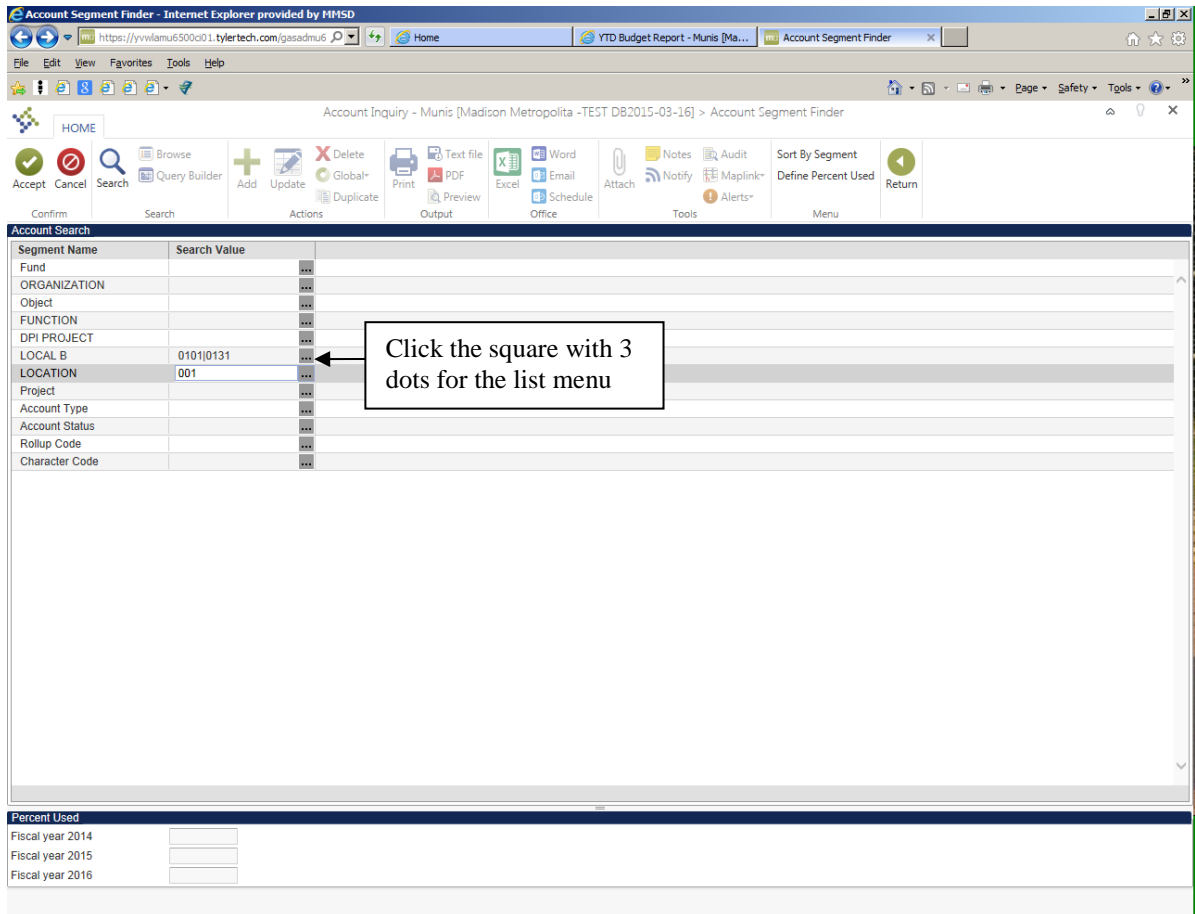 Account Segment Finder - Internet Explorer provided by MMSD
https://yvwlamu6500ci01.tylertech.com/gasadmu6 Home YTD Budget Report - Munis [Ma... mu Account Segment Finder
File Edit View Favorites Tools Help
Page Safety Tools
Account Inquiry - Munis [Madison Metropolita -TEST DB2015-03-16] > Account Segment Finder
HOME
Accept Cancel Search Browse Query Builder Add Update Delete Global Duplicate Print Text file PDF Preview Excel Word Email Schedule Attach Notes Notify Audit Maplink Alerts Sort By Segment Define Percent Used Return
Confirm Search Actions Output Office Tools Menu
Account Search
Segment Name Search Value
Fund ...
ORGANIZATION ...
Object ...
FUNCTION ...
DPI PROJECT ...
LOCAL B 0101|0131 ...
LOCATION 001 ...
Project ...
Account Type ...
Account Status ...
Rollup Code ...
Character Code ...
Click the square with 3
dots for the list menu
Percent Used
Fiscal year 2014
Fiscal year 2015
Fiscal year 2016